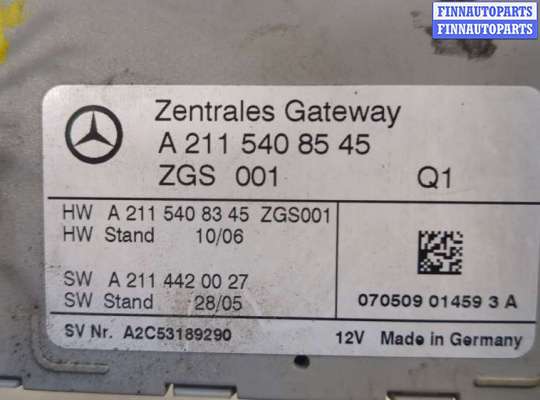 FINNAUTOPARTS
FINNAUTOPARTS
Zentrales Gateway
A 211 540 85 45
ZGS 001 Q1
HW A 211 540 83 45 ZGS001
HW Stand 10/06
SW A 211 442 00 27
SW Stand 28/05
070509 01459 3 A
SV Nr. A2C53189290
12V Made in Germany